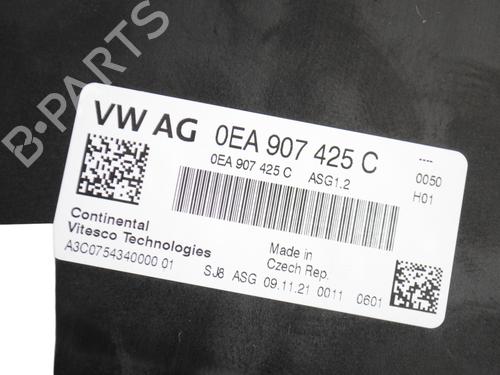 B-PARTS
VW AG 0EA 907 425 C ----
0EA 907 425 C ASG1.2 0050
H01
Continental
Vitesco Technologies
A3C0754340000 01
Made in
Czech Rep.
SJ8 ASG 09.11.21 0011 0601